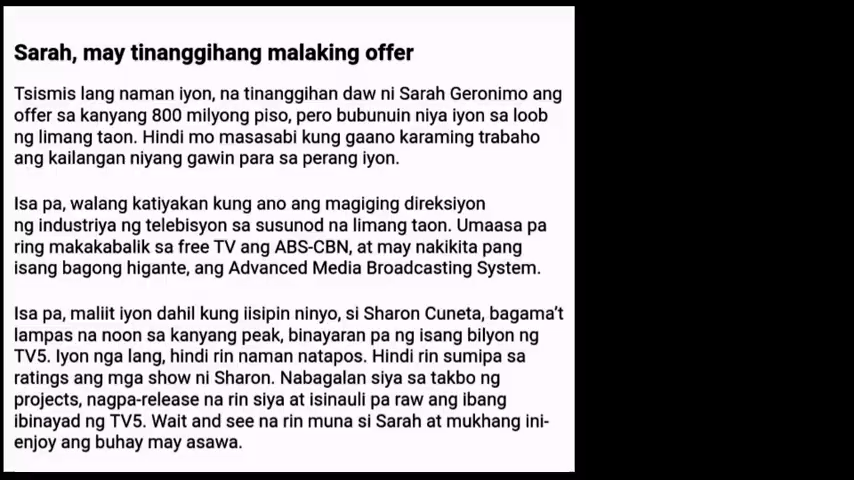 Sarah, may tinanggihang malaking offer
Tsismis lang naman iyon, na tinanggihan daw ni Sarah Geronimo ang
offer sa kanyang 800 milyong piso, pero bubunuin niya iyon sa loob
ng limang taon. Hindi mo masasabi kung gaano karaming trabaho
ang kailangan niyang gawin para sa perang iyon.
Isa pa, walang katiyakan kung ano ang magiging direksiyon
ng industriya ng telebisyon sa susunod na limang taon. Umaasa pa
ring makakabalik sa free TV ang ABS-CBN, at may nakikita pang
isang bagong higante, ang Advanced Media Broadcasting System.
Isa pa, maliit iyon dahil kung iisipin ninyo, si Sharon Cuneta, bagama’t
lampas na noon sa kanyang peak, binayaran pa ng isang bilyon ng
TV5. Iyon nga lang, hindi rin naman natapos. Hindi rin sumipa sa
ratings ang mga show ni Sharon. Nabagalan siya sa takbo ng
projects, nagpa-release na rin siya at isinauli pa raw ang ibang
ibinayad ng TV5. Wait and see na rin muna si Sarah at mukhang ini-
enjoy ang buhay may asawa.